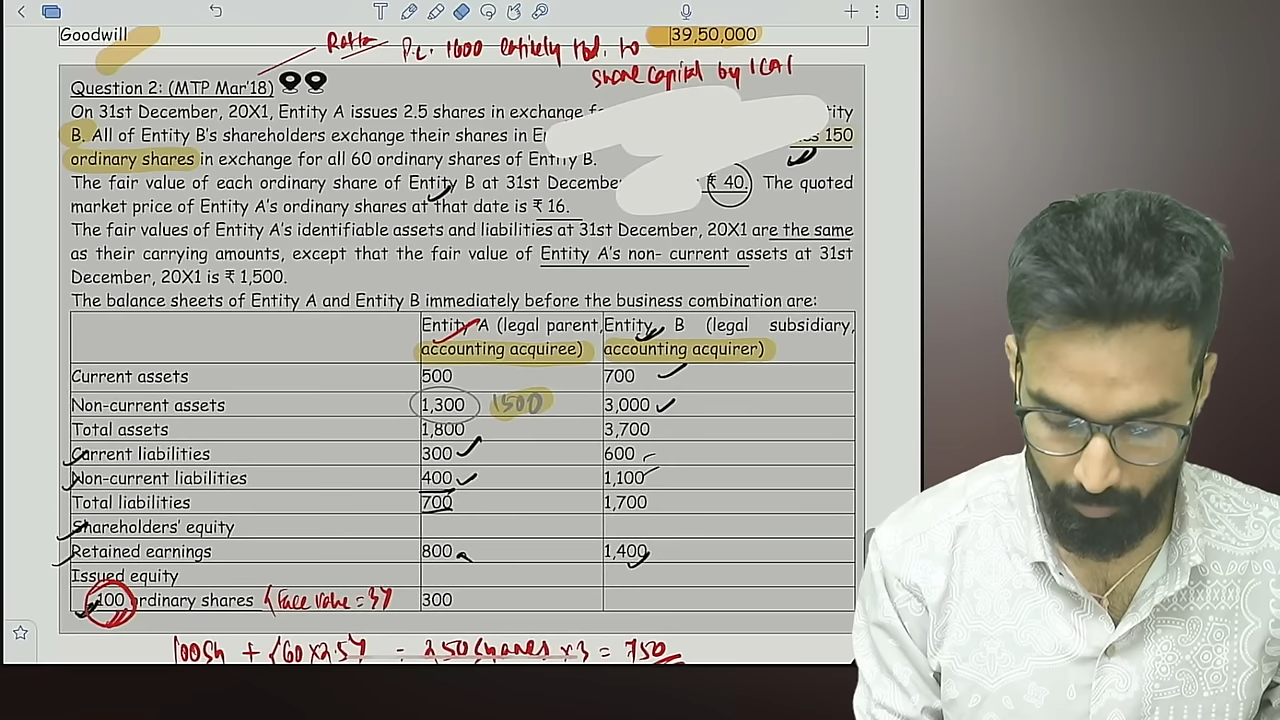 Goodwill 39,50,000
Ratta P.C. 1600 entirely to
share capital by ICAI
Question 2: (MTP Mar'18)
On 31st December, 20X1, Entity A issues 2.5 shares in exchange
B. All of Entity B's shareholders exchange their shares in 150
ordinary shares in exchange for all 60 ordinary shares of Entity B.
The fair value of each ordinary share of Entity B at 31st ₹ 40. The quoted
market price of Entity A's ordinary shares at that date is ₹ 16.
The fair values of Entity A's identifiable assets and liabilities at 31st December, 20X1 are the same
as their carrying amounts, except that the fair value of Entity A's non- current assets at 31st
December, 20X1 is ₹ 1,500.
The balance sheets of Entity A and Entity B immediately before the business combination are:
Entity A (legal parent, Entity B (legal subsidiary,
accounting acquiree) accounting acquirer)
Current assets 500 700
Non-current assets 1,300 1500 3,000
Total assets 1,800 3,700
Current liabilities 300 600
Non-current liabilities 400 1,100
Total liabilities 700 1,700
Shareholders' equity
Retained earnings 800 1,400
Issued equity
100 ordinary shares {Face value = 3} 300
100sh + {60 x 2.5} = 250 shares x 3 = 750